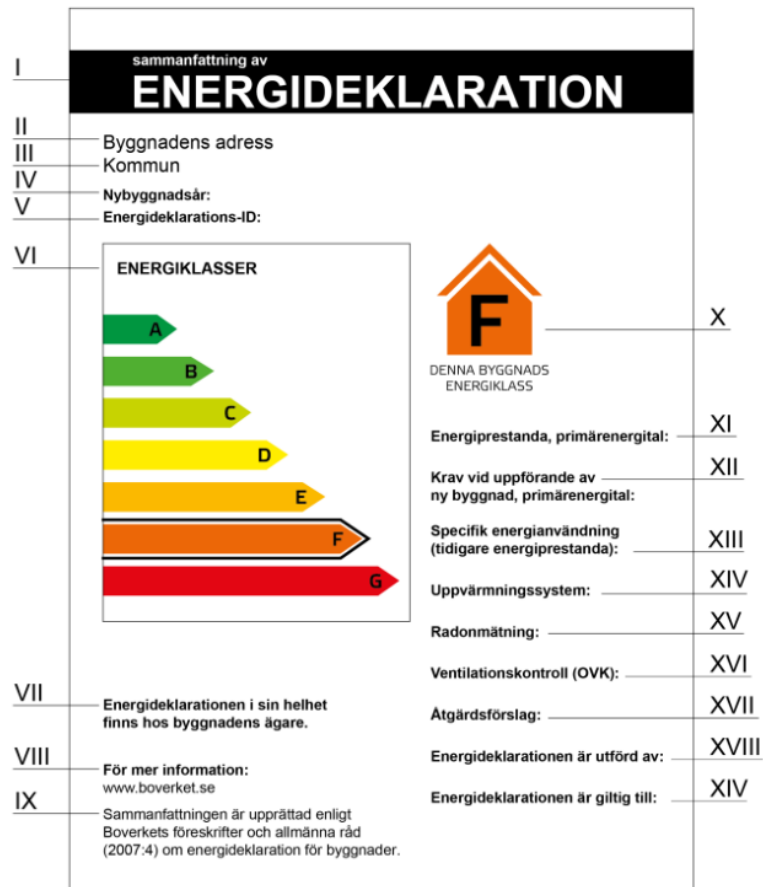 I
sammanfattning av
ENERGIDEKLARATION
II
Byggnadens adress
III
Kommun
IV
Nybyggnadsår:
V
Energideklarations-ID:
VI
ENERGIKLASSER
A
B
C
D
E
F
G
F
DENNA BYGGNADS
ENERGIKLASS
X
Energiprestanda, primärenergital:
XI
Krav vid uppförande av
ny byggnad, primärenergital:
XII
Specifik energianvändning
(tidigare energiprestanda):
XIII
Uppvärmningssystem:
XIV
Radonmätning:
XV
Ventilationskontroll (OVK):
XVI
Åtgärdsförslag:
XVII
Energideklarationen är utförd av:
XVIII
Energideklarationen är giltig till:
XIV
VII
Energideklarationen i sin helhet
finns hos byggnadens ägare.
VIII
För mer information:
www.boverket.se
IX
Sammanfattningen är upprättad enligt
Boverkets föreskrifter och allmänna råd
(2007:4) om energideklaration för byggnader.